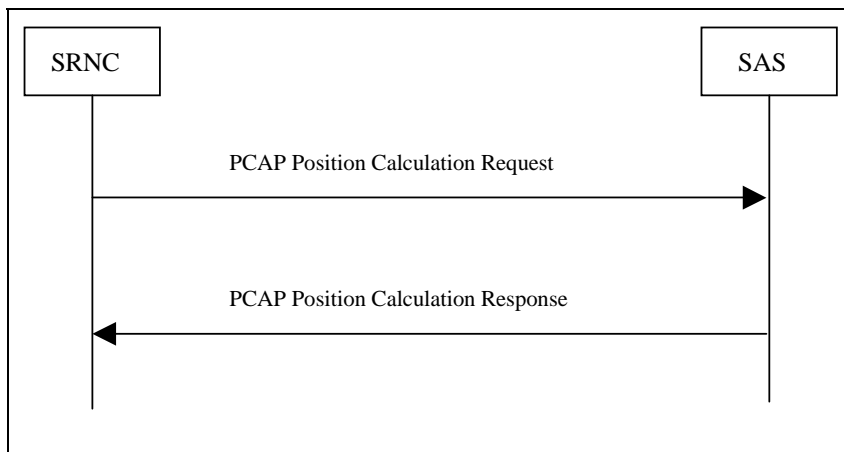 SRNC
SAS
PCAP Position Calculation Request
PCAP Position Calculation Response